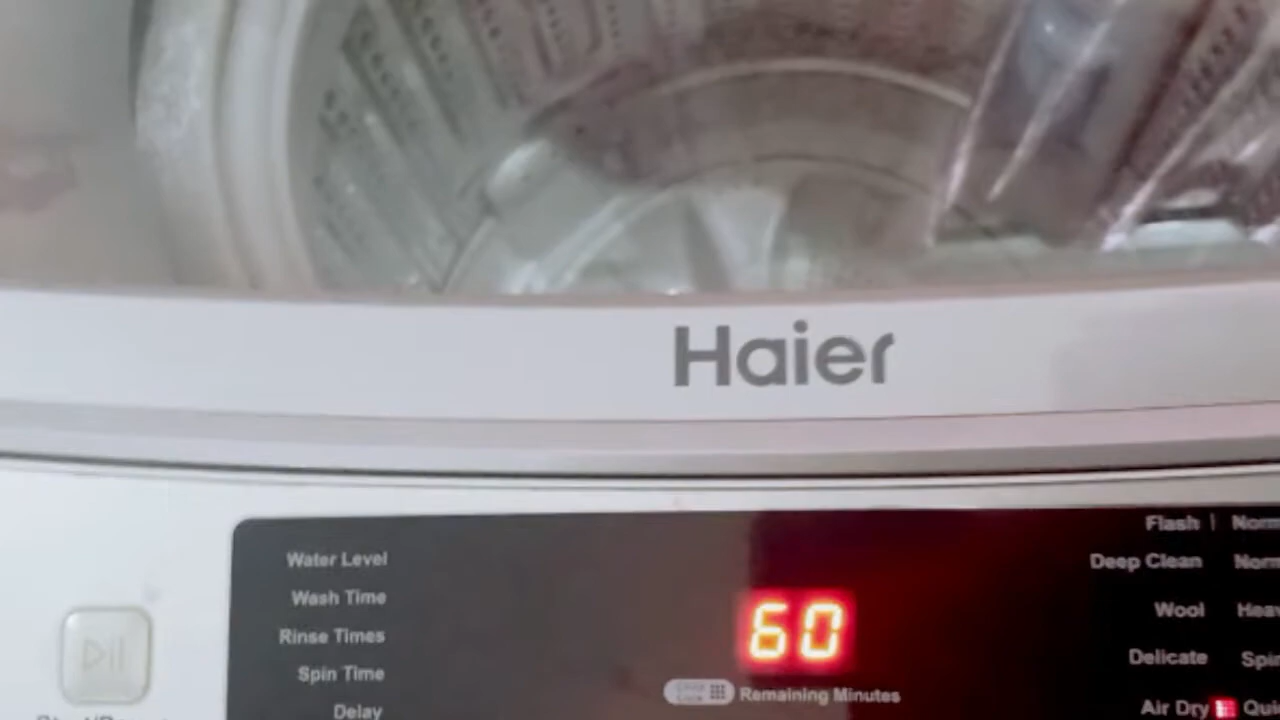 Haier
Water Level
Wash Time
Rinse Times
Spin Time
Delay
60
Remaining Minutes
Flash |
Deep Clean
Wool
Delicate
Air Dry